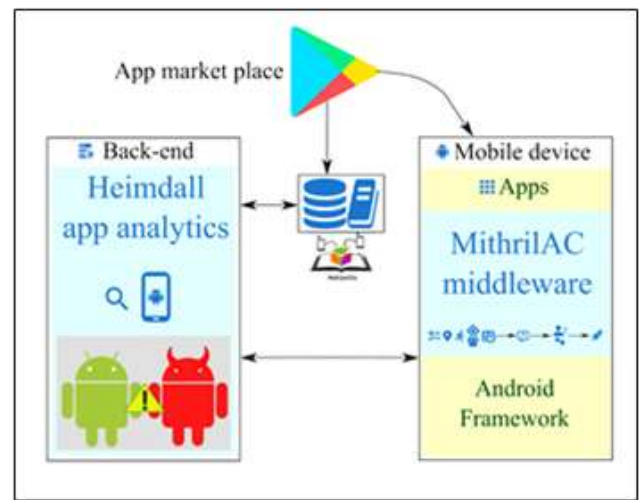 App market place
Back-end
Heimdall
app analytics
Mobile device
Apps
MithrilAC
middleware
Android
Framework